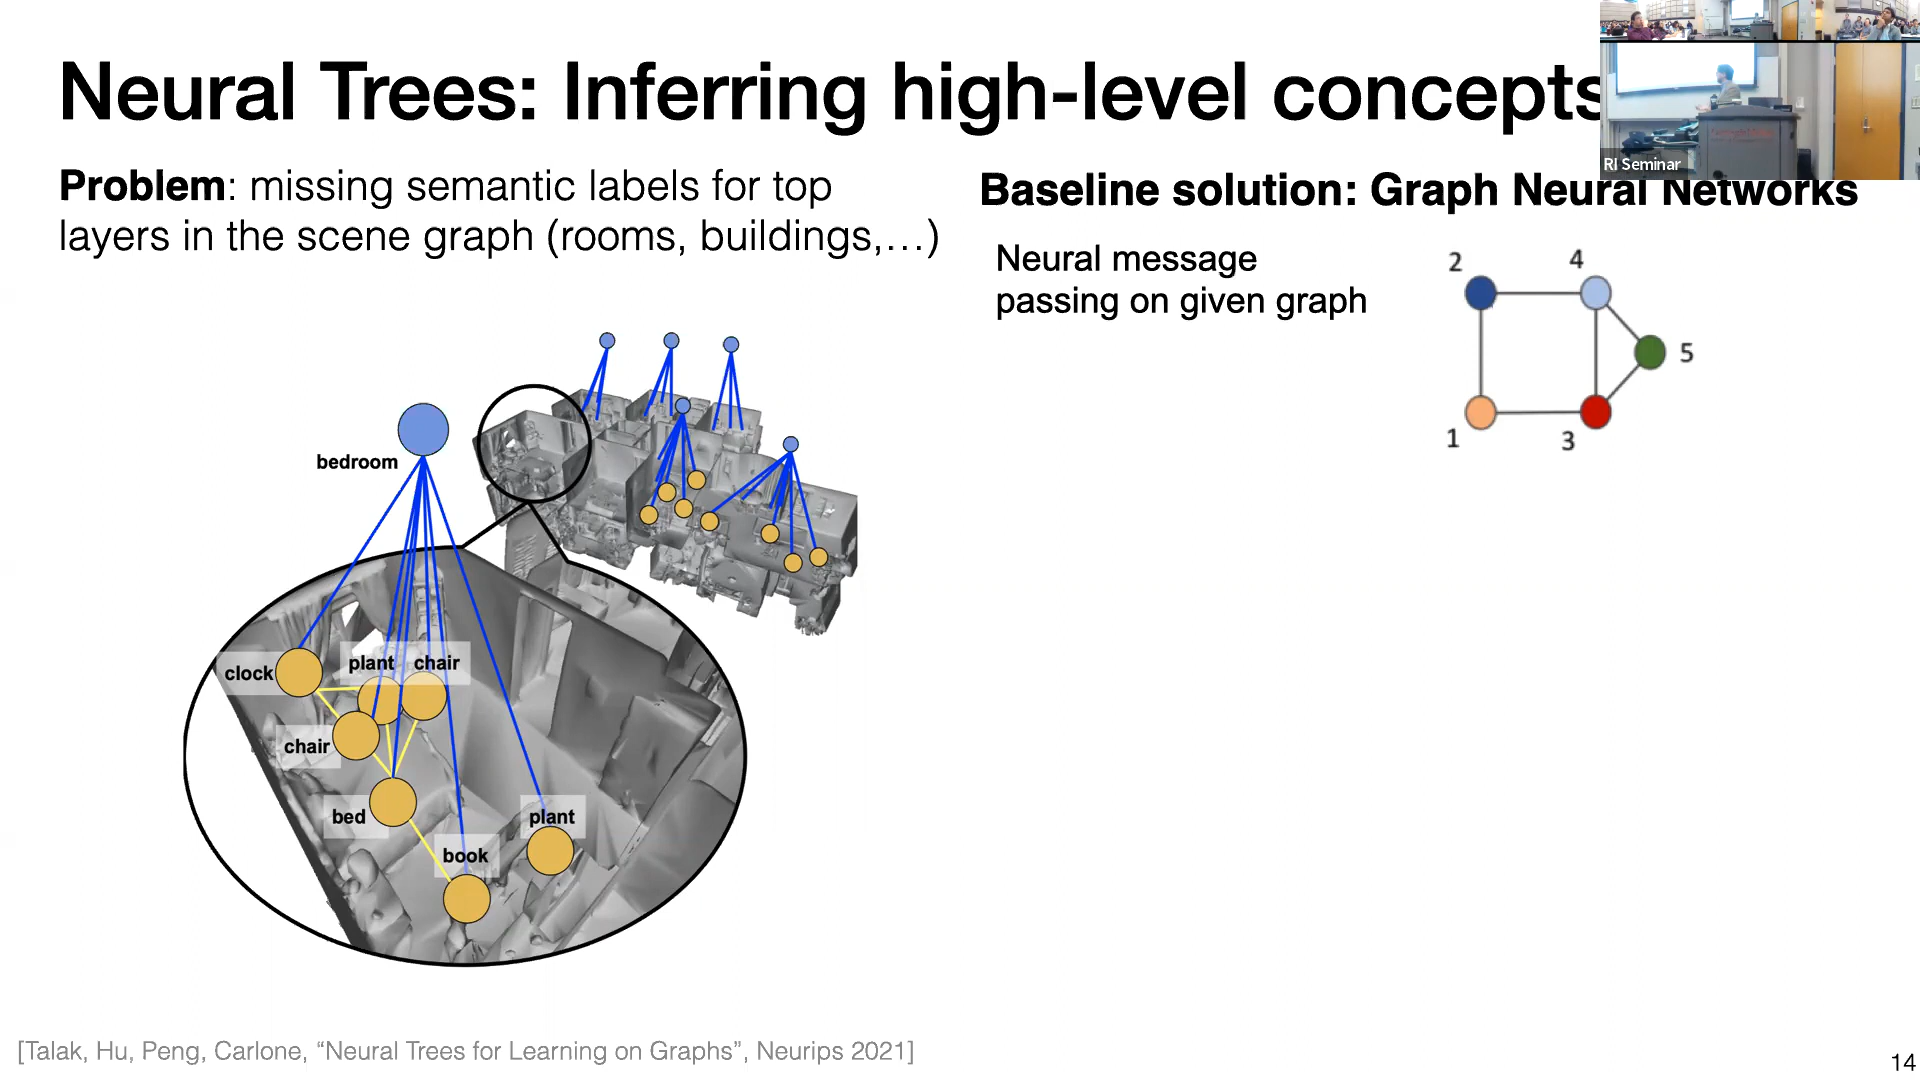 Neural Trees: Inferring high-level concepts
RI Seminar
Problem: missing semantic labels for top
layers in the scene graph (rooms, buildings,...)
Baseline solution: Graph Neural Networks
Neural message
passing on given graph
2
4
5
1
3
bedroom
clock
plant
chair
chair
bed
plant
book
[Talak, Hu, Peng, Carlone, “Neural Trees for Learning on Graphs”, Neurips 2021]
14